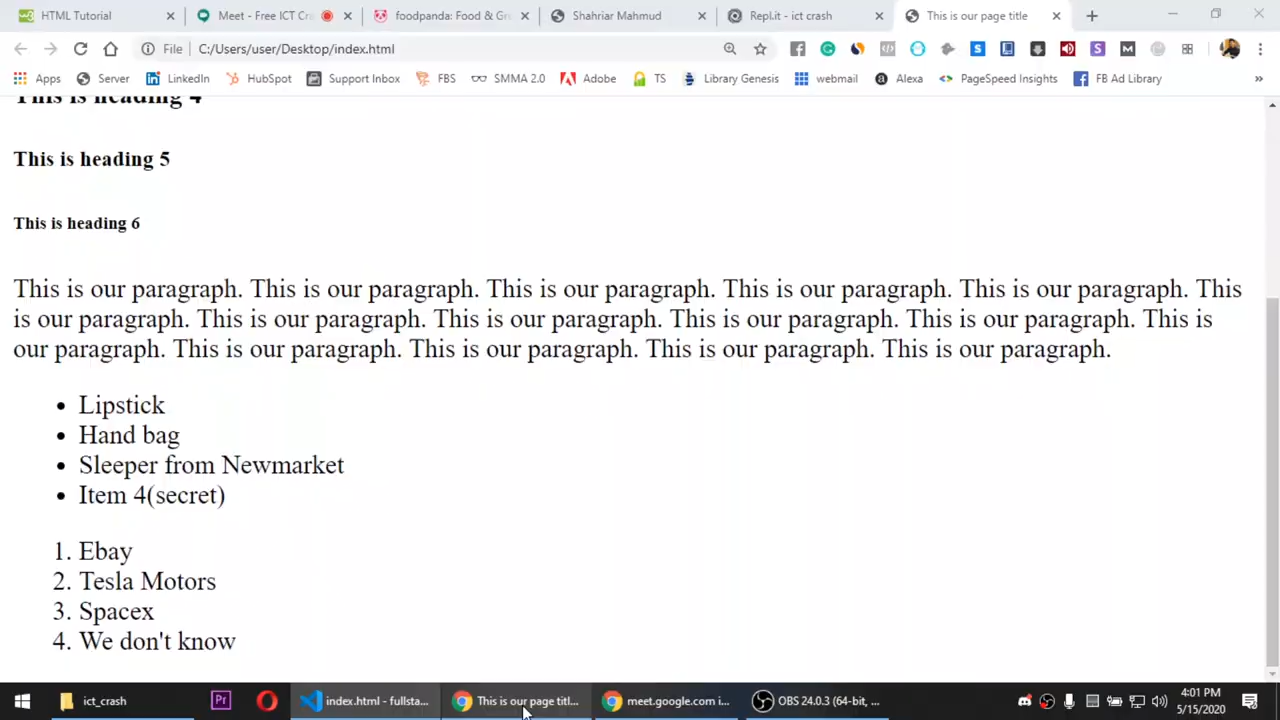 HTML Tutorial
Meet - Free ICT Cra
foodpanda: Food & Gro
Shahriar Mahmud
Repl.it - ict crash
This is our page title
File
C:/Users/user/Desktop/index.html
Apps
Server
LinkedIn
HubSpot
Support Inbox
FBS
SMMA 2.0
Adobe
TS
Library Genesis
webmail
Alexa
PageSpeed Insights
FB Ad Library
»
This is heading 4
This is heading 5
This is heading 6
This is our paragraph. This is our paragraph. This is our paragraph. This is our paragraph. This is our paragraph. This
is our paragraph. This is our paragraph. This is our paragraph. This is our paragraph. This is our paragraph. This is
our paragraph. This is our paragraph. This is our paragraph. This is our paragraph. This is our paragraph.
• Lipstick
• Hand bag
• Sleeper from Newmarket
• Item 4(secret)
1. Ebay
2. Tesla Motors
3. Spacex
4. We don't know
ict_crash
Pr
index.html - fullsta...
This is our page titl...
meet.google.com i...
OBS 24.0.3 (64-bit, ...
4:01 PM
5/15/2020